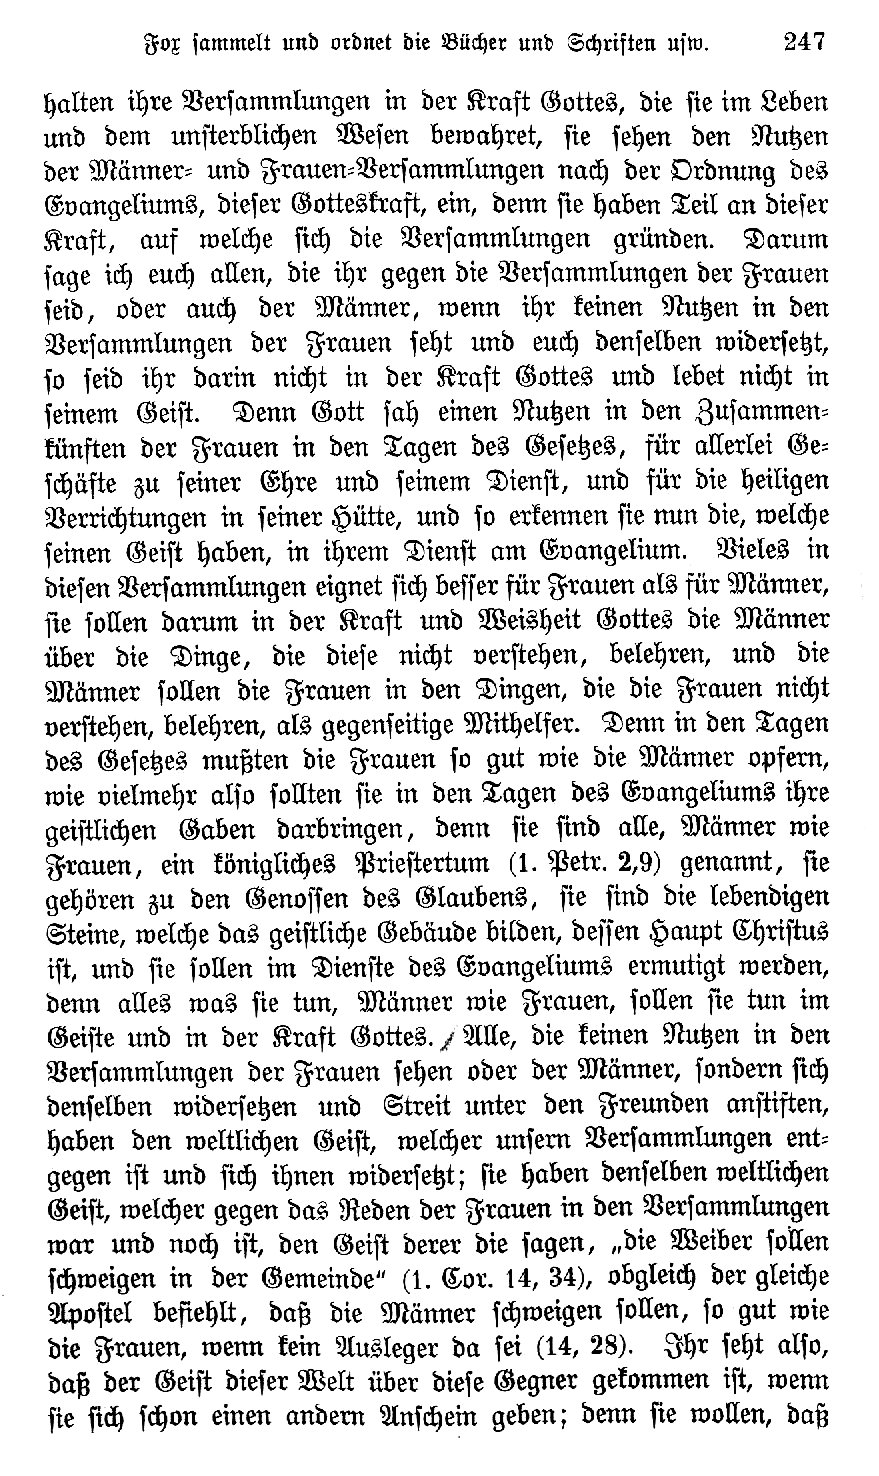 Fox sammelt und ordnet die Bücher und Schriften usw. 247
halten ihre Versammlungen in der Kraft Gottes, die sie im Leben
und dem unsterblichen Wesen bewahret, sie sehen den Nutzen
der Männer- und Frauen-Versammlungen nach der Ordnung des
Evangeliums, dieser Gotteskraft, ein, denn sie haben Teil an dieser
Kraft, auf welche sich die Versammlungen gründen. Darum
sage ich euch allen, die ihr gegen die Versammlungen der Frauen
seid, oder auch der Männer, wenn ihr keinen Nutzen in den
Versammlungen der Frauen seht und euch denselben widersetzt,
so seid ihr darin nicht in der Kraft Gottes und lebet nicht in
seinem Geist. Denn Gott sah einen Nutzen in den Zusammen-
künften der Frauen in den Tagen des Gesetzes, für allerlei Ge-
schäfte zu seiner Ehre und seinem Dienst, und für die heiligen
Verrichtungen in seiner Hütte, und so erkennen sie nun die, welche
seinen Geist haben, in ihrem Dienst am Evangelium. Vieles in
diesen Versammlungen eignet sich besser für Frauen als für Männer,
sie sollen darum in der Kraft und Weisheit Gottes die Männer
über die Dinge, die diese nicht verstehen, belehren, und die
Männer sollen die Frauen in den Dingen, die die Frauen nicht
verstehen, belehren, als gegenseitige Mithelfer. Denn in den Tagen
des Gesetzes mußten die Frauen so gut wie die Männer opfern,
wie vielmehr also sollten sie in den Tagen des Evangeliums ihre
geistlichen Gaben darbringen, denn sie sind alle, Männer wie
Frauen, ein königliches Priestertum (1. Petr. 2,9) genannt, sie
gehören zu den Genossen des Glaubens, sie sind die lebendigen
Steine, welche das geistliche Gebäude bilden, dessen Haupt Christus
ist, und sie sollen im Dienste des Evangeliums ermutigt werden,
denn alles was sie tun, Männer wie Frauen, sollen sie tun im
Geiste und in der Kraft Gottes. / Alle, die keinen Nutzen in den
Versammlungen der Frauen sehen oder der Männer, sondern sich
denselben widersetzen und Streit unter den Freunden anstiften,
haben den weltlichen Geist, welcher unsern Versammlungen ent-
gegen ist und sich ihnen widersetzt; sie haben denselben weltlichen
Geist, welcher gegen das Reden der Frauen in den Versammlungen
war und noch ist, den Geist derer die sagen, „die Weiber sollen
schweigen in der Gemeinde" (1. Cor. 14, 34), obgleich der gleiche
Apostel befiehlt, daß die Männer schweigen sollen, so gut wie
die Frauen, wenn kein Ausleger da sei (14, 28). Ihr seht also,
daß der Geist dieser Welt über diese Gegner gekommen ist, wenn
sie sich schon einen andern Anschein geben; denn sie wollen, daß